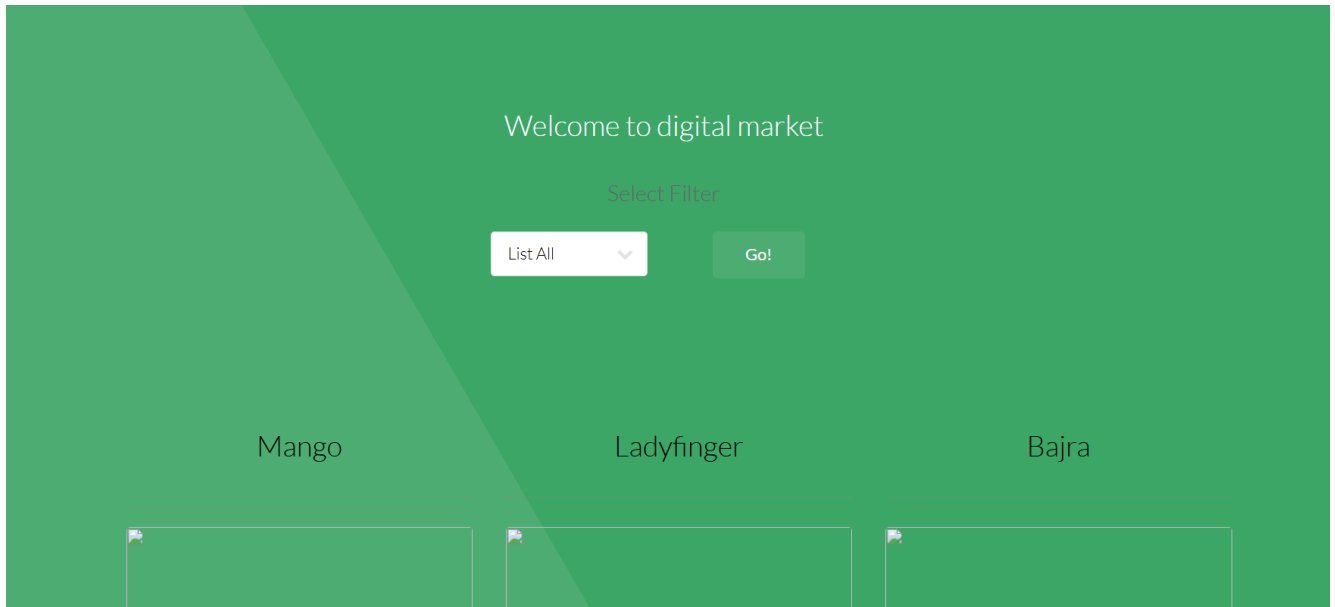 Welcome to digital market
Select Filter
List All
Go!
Mango
Ladyfinger
Bajra